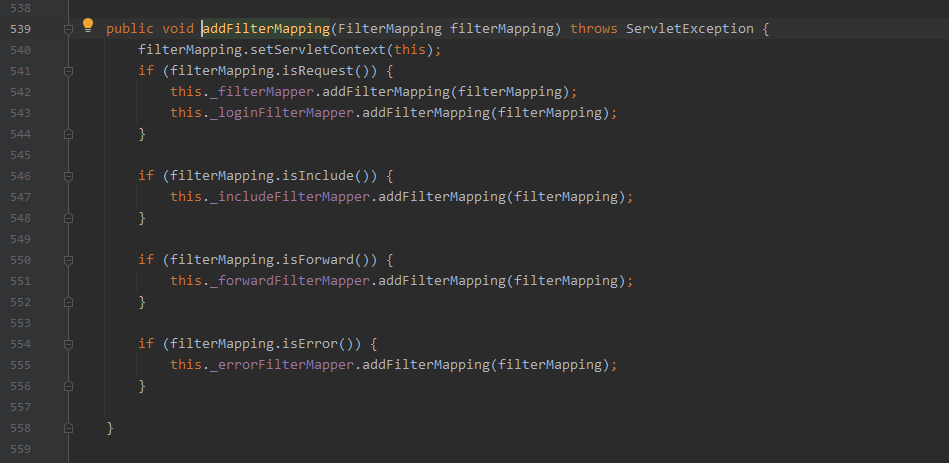 538
539 public void addFilterMapping(FilterMapping filterMapping) throws ServletException {
540 filterMapping.setServletContext(this);
541 if (filterMapping.isRequest()) {
542 this._filterMapper.addFilterMapping(filterMapping);
543 this._loginFilterMapper.addFilterMapping(filterMapping);
544 }
545
546 if (filterMapping.isInclude()) {
547 this._includeFilterMapper.addFilterMapping(filterMapping);
548 }
549
550 if (filterMapping.isForward()) {
551 this._forwardFilterMapper.addFilterMapping(filterMapping);
552 }
553
554 if (filterMapping.isError()) {
555 this._errorFilterMapper.addFilterMapping(filterMapping);
556 }
557
558 }
559